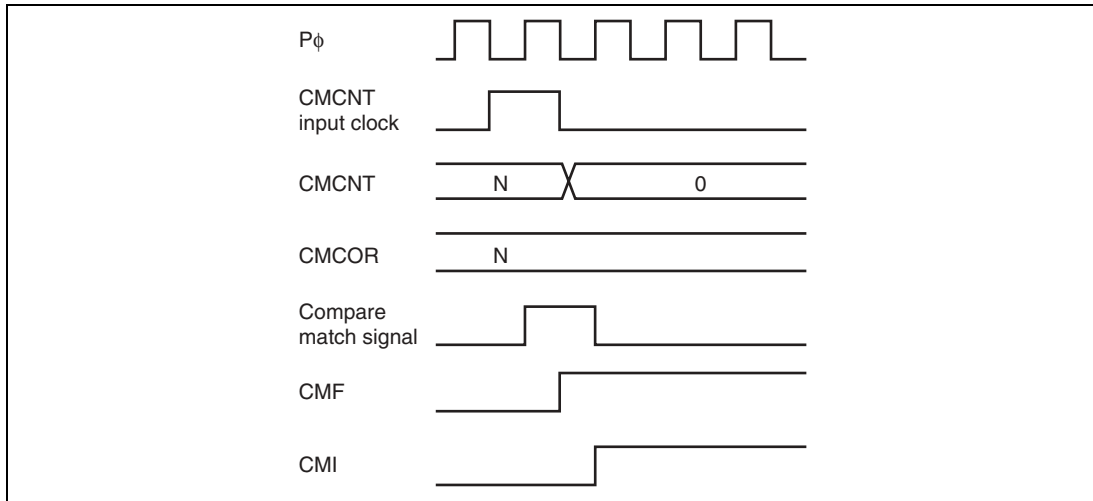 Pϕ
CMCNT
input clock
CMCNT
N
0
CMCOR
N
Compare
match signal
CMF
CMI